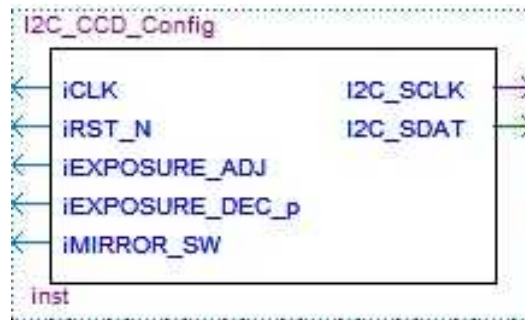 I2C_CCD_Config
iCLK I2C_SCLK
iRST_N I2C_SDAT
iEXPOSURE_ADJ
iEXPOSURE_DEC_p
iMIRROR_SW
inst